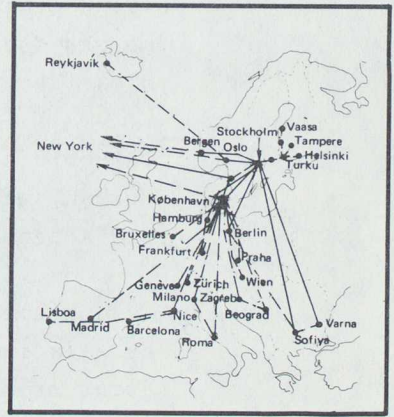 Reykjavik
Stockholm
Vaasa
Tampere
New York
Bergen
Oslo
Helsinki
Turku
København
Hamburg
Berlin
Bruxelles
Frankfurt
Praha
Genève
Zürich
Wien
Milano
Zagreb
Lisboa
Nice
Beograd
Varna
Madrid
Barcelona
Roma
Sofiya